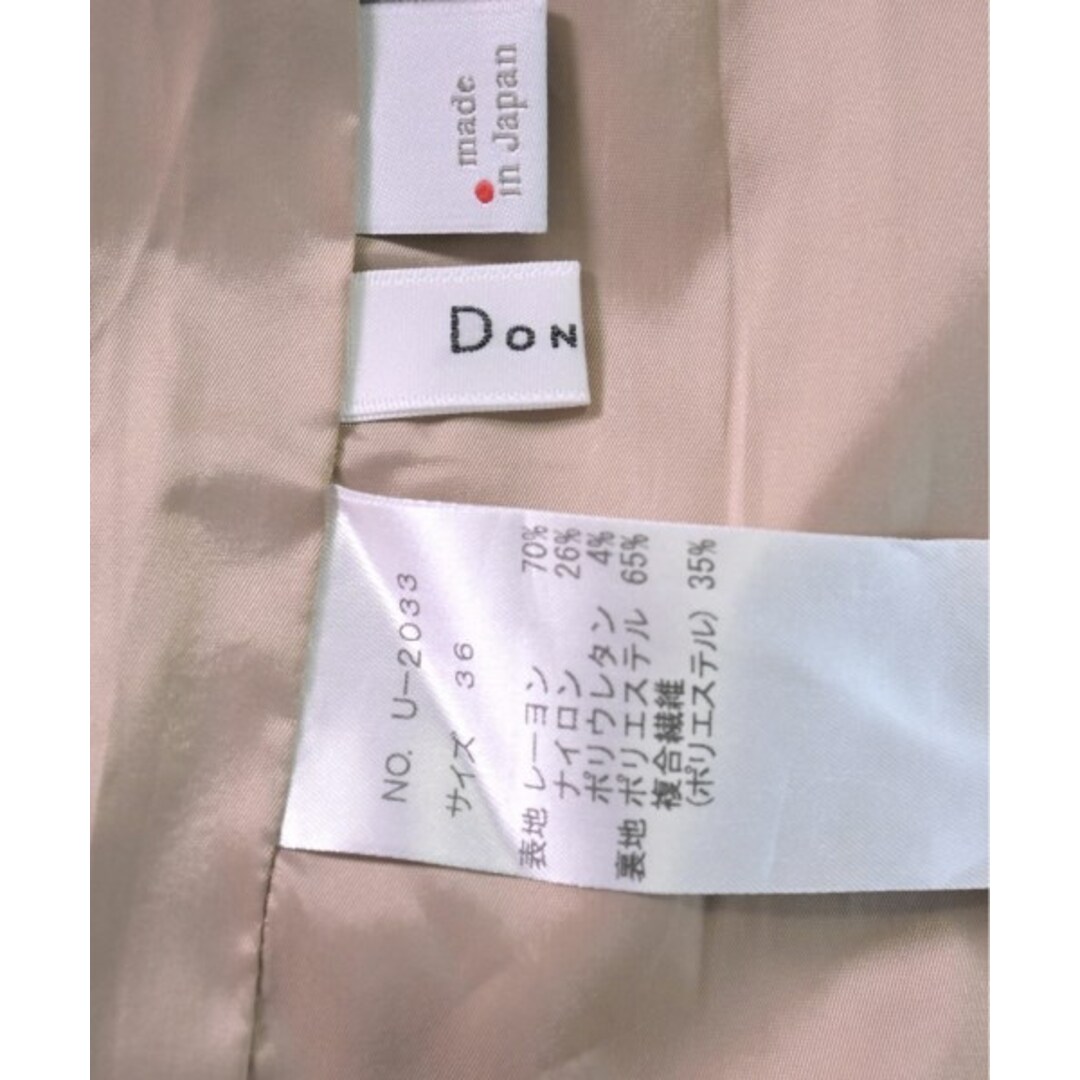 made
in Japan
Don
NO. U-2033
サイズ 36
表地 レーヨン 70%
ナイロン 26%
ポリウレタン 4%
裏地 ポリエステル 65%
複合繊維
(ポリエステル) 35%